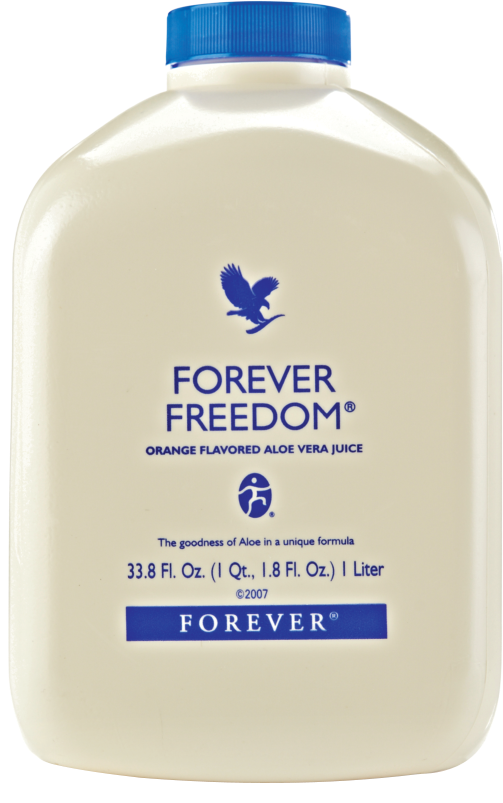 FOREVER
FREEDOM®
ORANGE FLAVORED ALOE VERA JUICE
®
The goodness of Aloe in a unique formula
33.8 Fl. Oz. (1 Qt., 1.8 Fl. Oz.) 1 Liter
©2007
FOREVER®